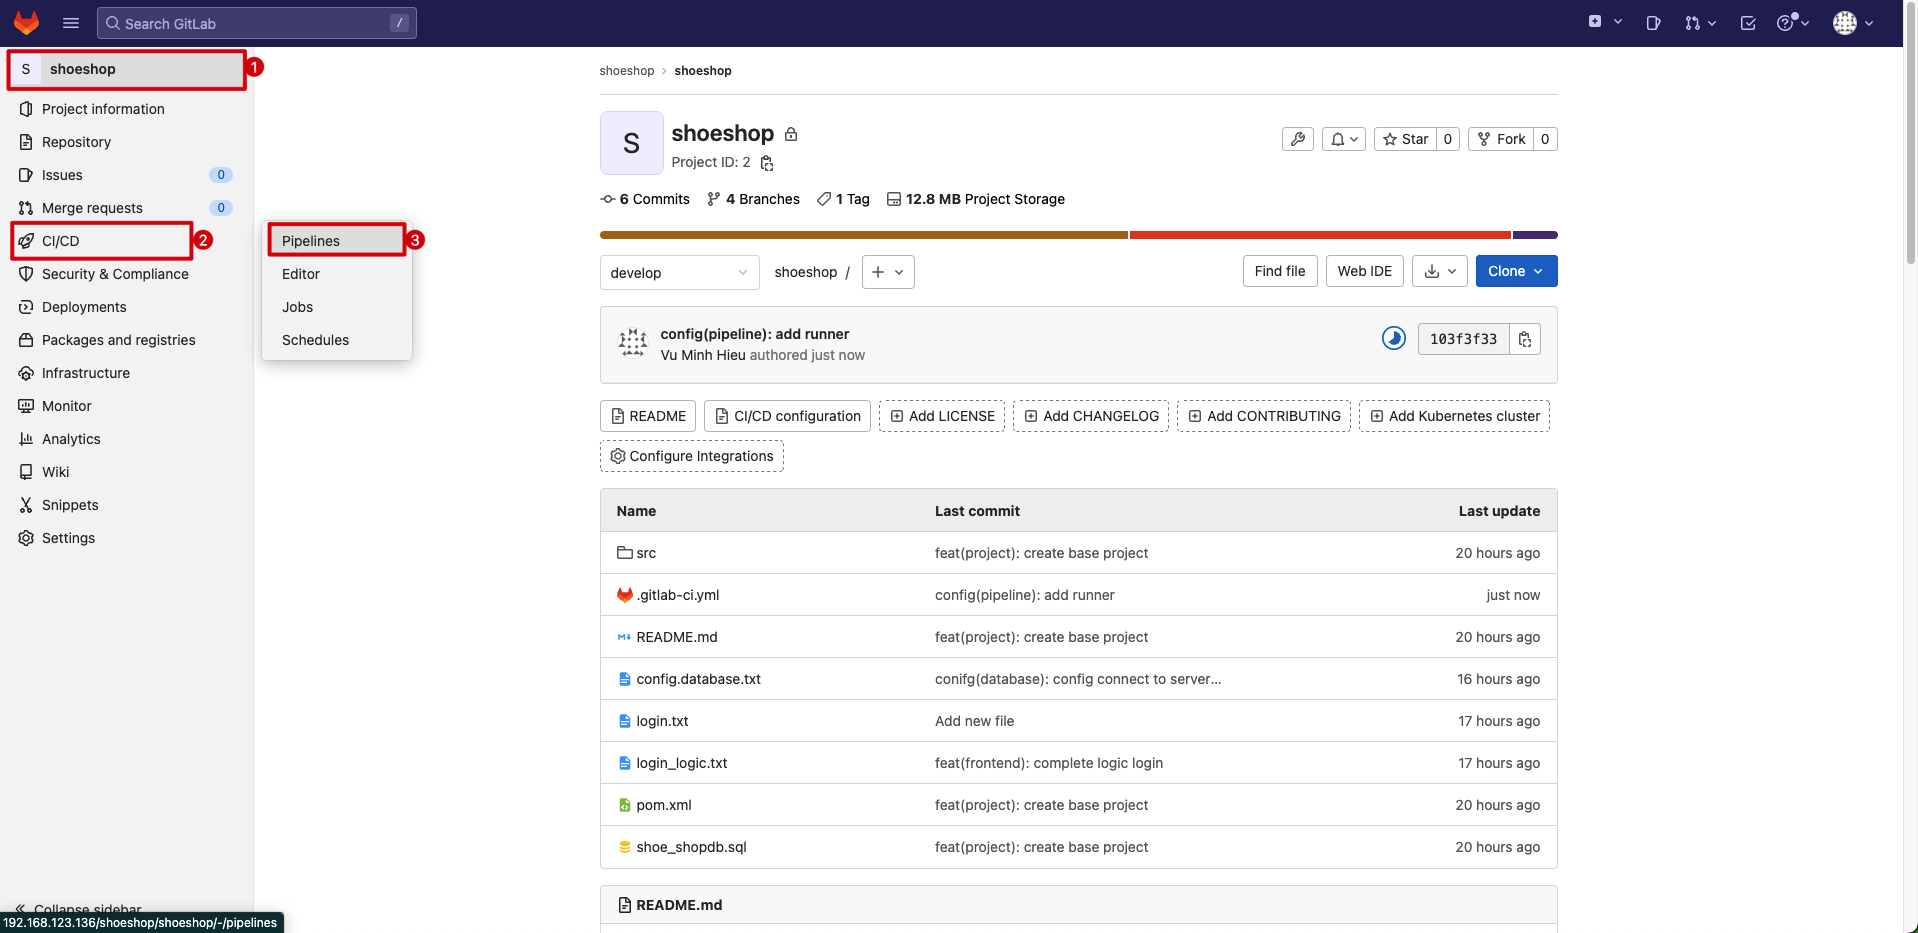 Search GitLab /
S shoeshop 1
Project information
Repository
Issues 0
Merge requests 0
CI/CD 2
Security & Compliance
Deployments
Packages and registries
Infrastructure
Monitor
Analytics
Wiki
Snippets
Settings
Collapse sidebar
192.168.123.136/shoeshop/shoeshop/-/pipelines
Pipelines 3
Editor
Jobs
Schedules
shoeshop › shoeshop
S
shoeshop
Project ID: 2
Star 0
Fork 0
6 Commits 4 Branches 1 Tag 12.8 MB Project Storage
develop shoeshop / + Find file Web IDE Clone
config(pipeline): add runner
Vu Minh Hieu authored just now
103f3f33
README CI/CD configuration Add LICENSE Add CHANGELOG Add CONTRIBUTING Add Kubernetes cluster
Configure Integrations
Name Last commit Last update
src feat(project): create base project 20 hours ago
.gitlab-ci.yml config(pipeline): add runner just now
README.md feat(project): create base project 20 hours ago
config.database.txt conifg(database): config connect to server... 16 hours ago
login.txt Add new file 17 hours ago
login_logic.txt feat(frontend): complete logic login 17 hours ago
pom.xml feat(project): create base project 20 hours ago
shoe_shopdb.sql feat(project): create base project 20 hours ago
README.md